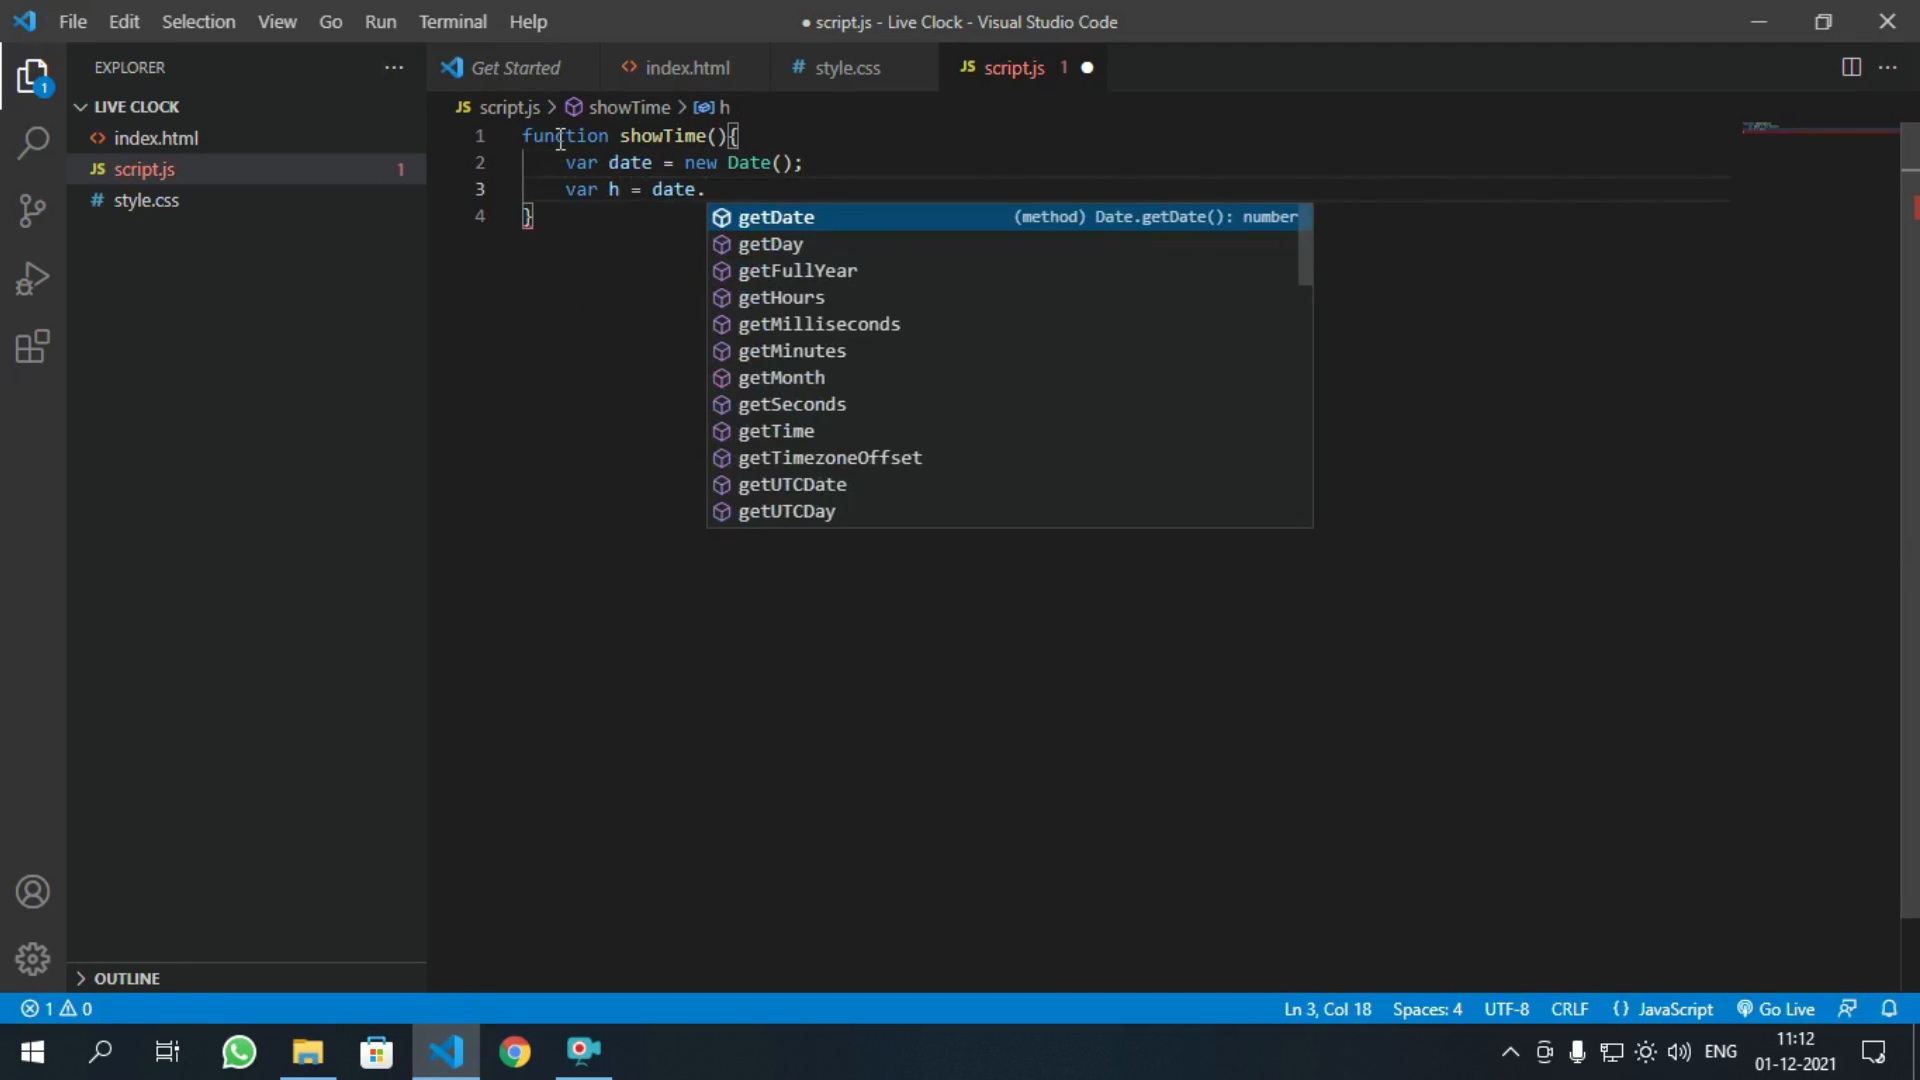 File Edit Selection View Go Run Terminal Help
● script.js - Live Clock - Visual Studio Code
EXPLORER
Get Started
index.html
# style.css
JS script.js 1
LIVE CLOCK
JS script.js > showTime > h
index.html
JS script.js 1
# style.css
1 function showTime(){
2 var date = new Date();
3 var h = date.
4 }
getDate (method) Date.getDate(): number
getDay
getFullYear
getHours
getMilliseconds
getMinutes
getMonth
getSeconds
getTime
getTimezoneOffset
getUTCDate
getUTCDay
1
OUTLINE
1 0
Ln 3, Col 18 Spaces: 4 UTF-8 CRLF {} JavaScript Go Live
ENG
11:12
01-12-2021